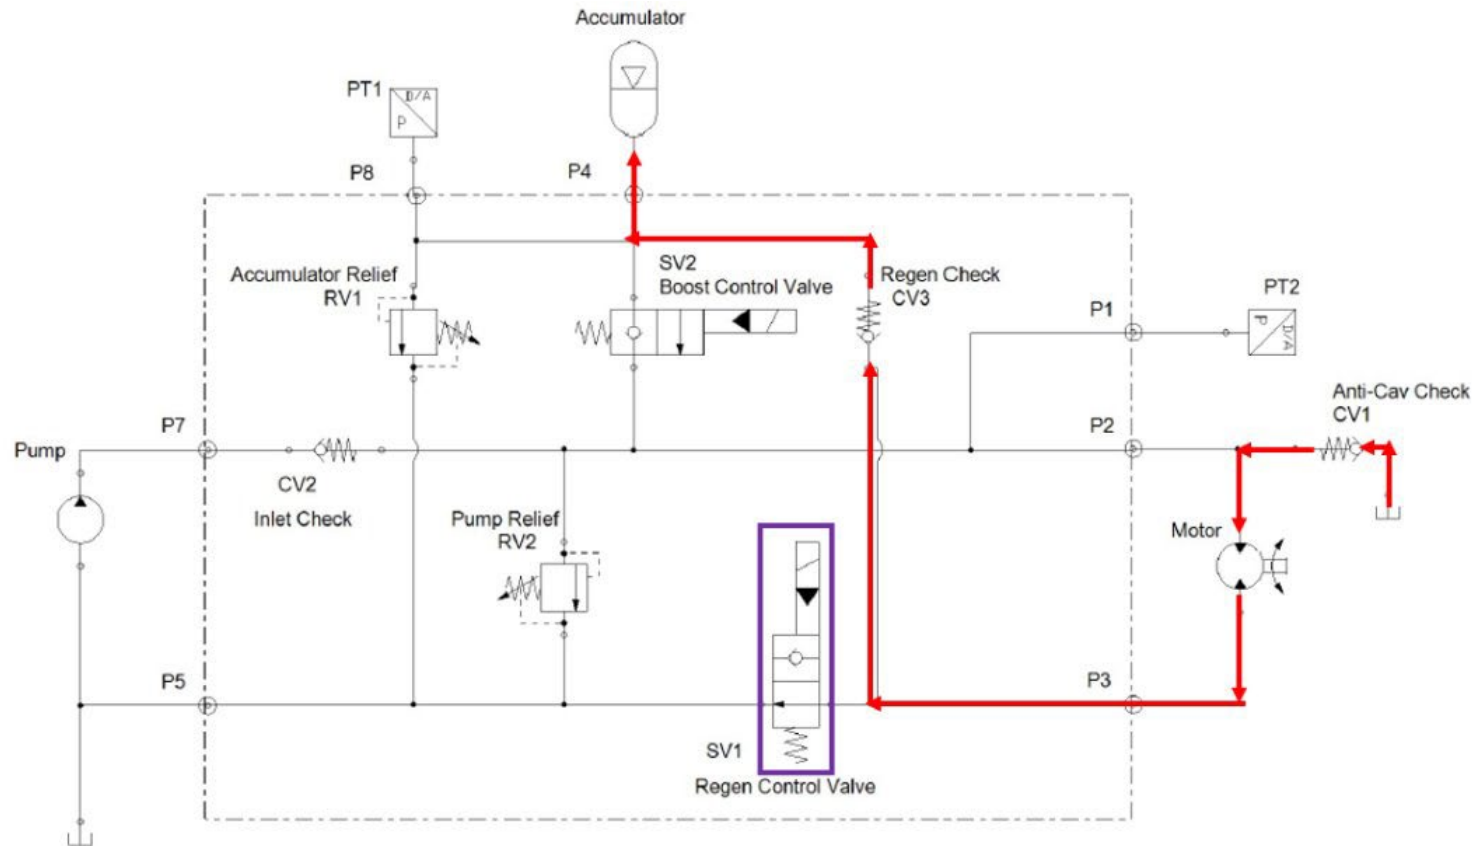 Accumulator
PT1
D/A
P
P8
P4
Accumulator Relief
RV1
SV2
Boost Control Valve
Regen Check
CV3
P1
PT2
P
D/A
Anti-Cav Check
CV1
P7
P2
Pump
CV2
Inlet Check
Pump Relief
RV2
Motor
P5
P3
SV1
Regen Control Valve